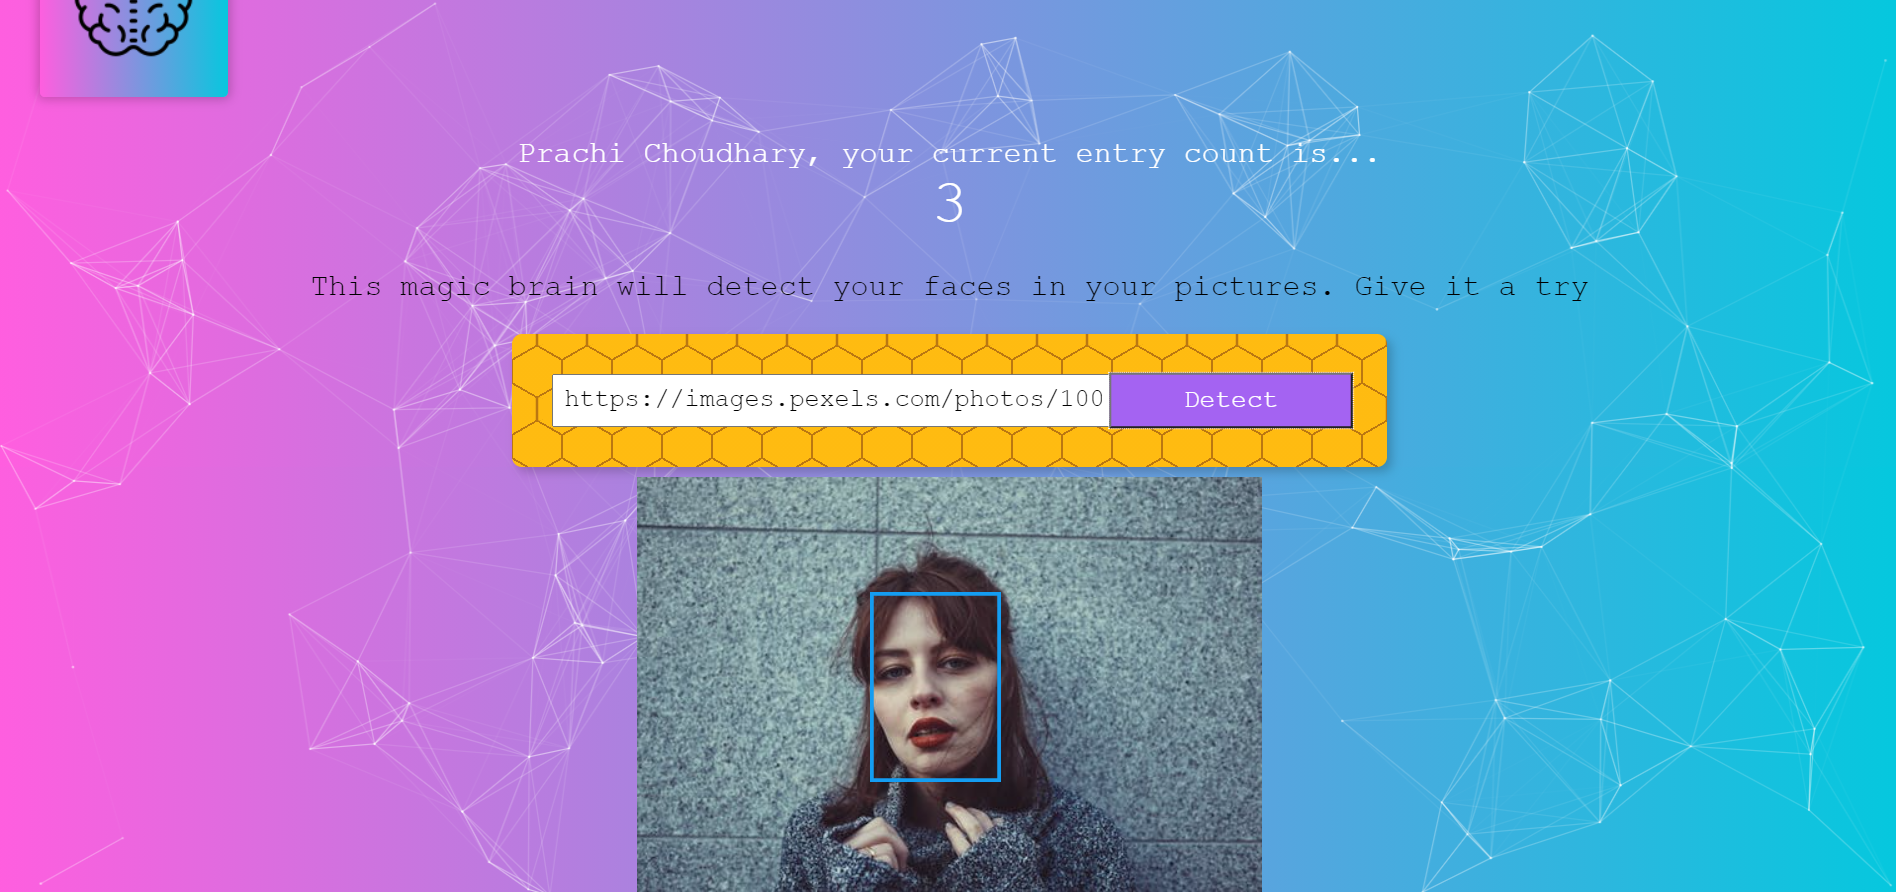 Prachi Choudhary, your current entry count is...
3
This magic brain will detect your faces in your pictures. Give it a try
https://images.pexels.com/photos/100 Detect